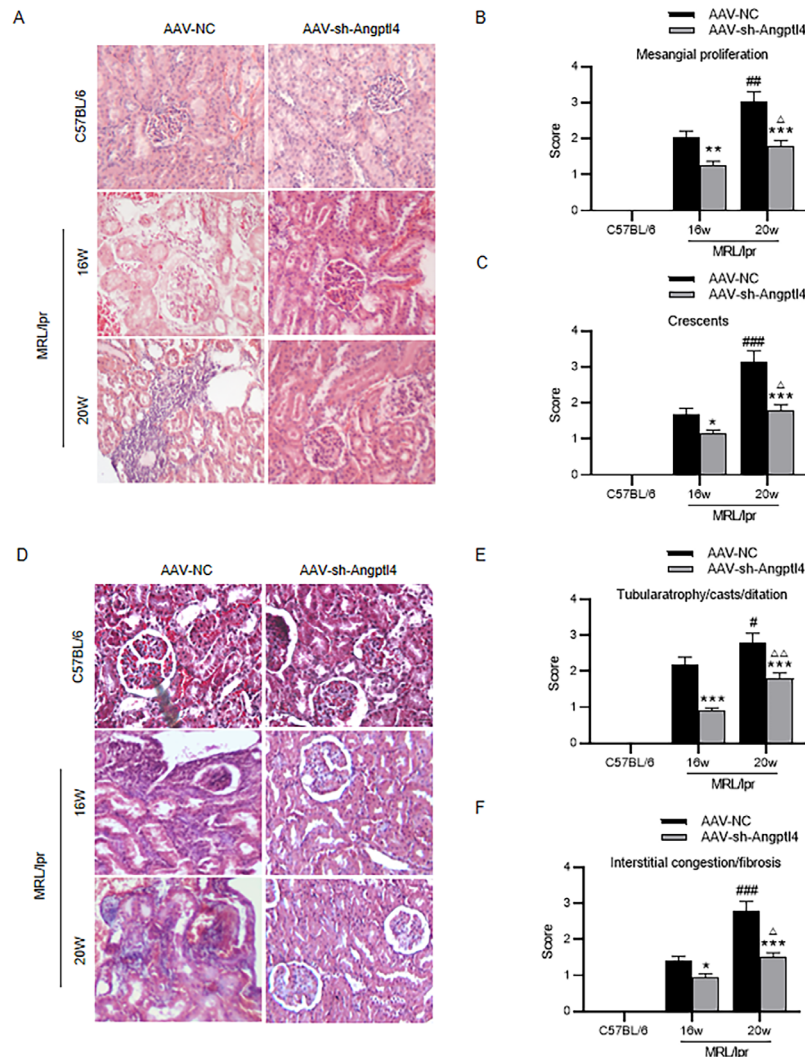 A
AAV-NC
AAV-sh-Angptl4
C57BL/6
16W
20W
MRL/lpr
B
AAV-NC
AAV-sh-Angptl4
Mesangial proliferation
Score
4
3
2
1
0
##
**
△
***
C57BL/6
16w
20w
MRL/lpr
C
AAV-NC
AAV-sh-Angptl4
Crescents
Score
4
3
2
1
0
###
*
△
***
C57BL/6
16w
20w
MRL/lpr
D
AAV-NC
AAV-sh-Angptl4
C57BL/6
16W
20W
MRL/lpr
E
AAV-NC
AAV-sh-Angptl4
Tubularatrophy/casts/ditation
Score
4
3
2
1
0
***
#
△△
***
C57BL/6
16w
20w
MRL/lpr
F
AAV-NC
AAV-sh-Angptl4
Interstitial congestion/fibrosis
Score
4
3
2
1
0
###
*
△
***
C57BL/6
16w
20w
MRL/lpr